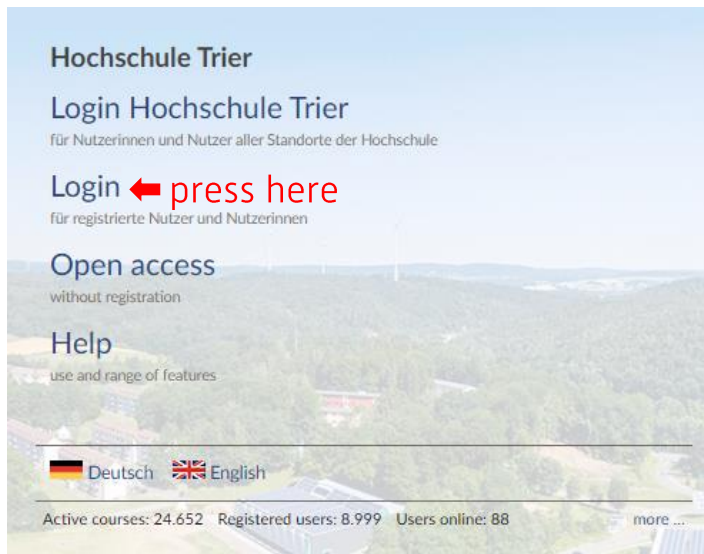 Hochschule Trier
Login Hochschule Trier
für Nutzerinnen und Nutzer aller Standorte der Hochschule
Login press here
für registrierte Nutzer und Nutzerinnen
Open access
without registration
Help
use and range of features
Deutsch English
Active courses: 24.652 Registered users: 8.999 Users online: 88 more ...